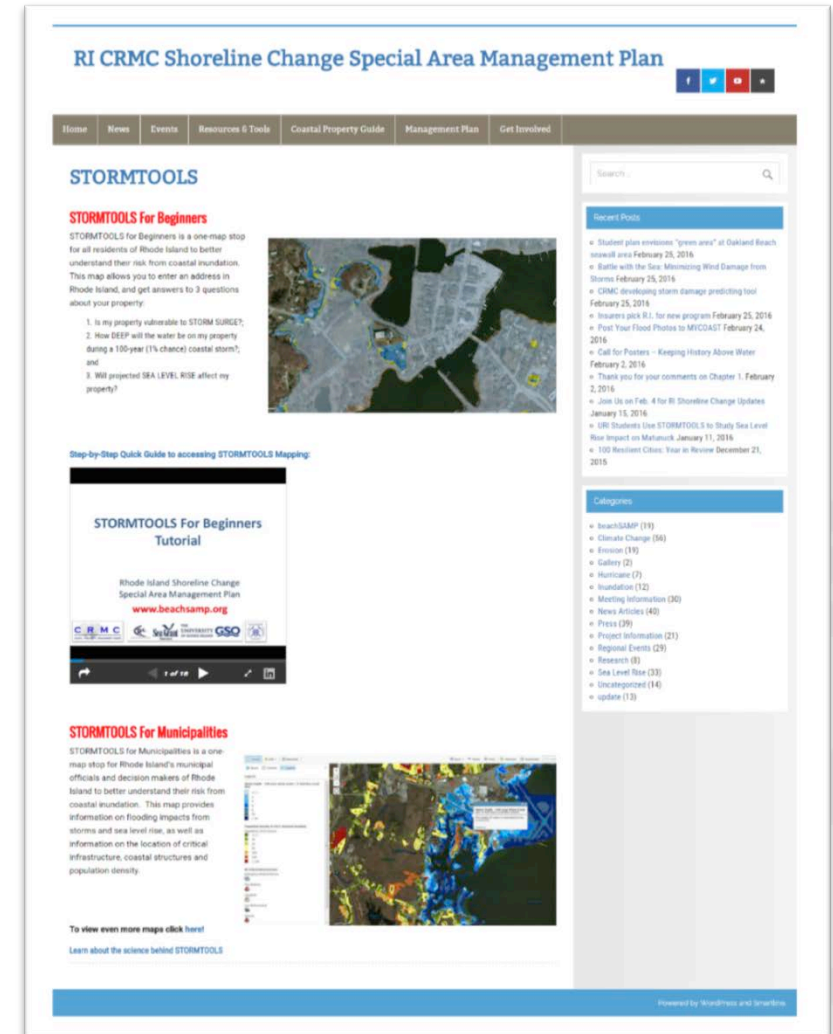 RI CRMC Shoreline Change Special Area Management Plan
Home News Events Resources & Tools Coastal Property Guide Management Plan Get Involved
STORMTOOLS
STORMTOOLS For Beginners
STORMTOOLS for Beginners is a one-map stop
for all residents of Rhode Island to better
understand their risk from coastal inundation.
This map allows you to enter an address in
Rhode Island, and get answers to 3 questions
about your property:
1. Is my property vulnerable to STORM SURGE?;
2. How DEEP will the water be on my property
during a 100-year (1% chance) coastal storm?;
and
3. Will projected SEA LEVEL RISE affect my
property?
Step-by-Step Quick Guide to accessing STORMTOOLS Mapping:
STORMTOOLS For Beginners
Tutorial
Rhode Island Shoreline Change
Special Area Management Plan
www.beachsamp.org
CRMC
Sea Grant
THE
UNIVERSITY
GSO
1 of 18
in
STORMTOOLS For Municipalities
STORMTOOLS for Municipalities is a one-
map stop for Rhode Island's municipal
officials and decision makers of Rhode
Island to better understand their risk from
coastal inundation. This map provides
information on flooding impacts from
storms and sea level rise, as well as
information on the location of critical
infrastructure, coastal structures and
population density.
To view even more maps click here!
Learn about the science behind STORMTOOLS
Search ...
Recent Posts
Student plan envisions "green area" at Oakland Beach
seawall area February 25, 2016
Battle with the Sea: Minimizing Wind Damage from
Storms February 25, 2016
CRMC developing storm damage predicting tool
February 25, 2016
Insurers pick R.I. for new program February 25, 2016
Post Your Flood Photos to MYCOAST February 24,
2016
Call for Posters – Keeping History Above Water
February 2, 2016
Thank you for your comments on Chapter 1. February
2, 2016
Join Us on Feb. 4 for RI Shoreline Change Updates
January 15, 2016
URI Students Use STORMTOOLS to Study Sea Level
Rise Impact on Matunuck January 11, 2016
100 Resilient Cities: Year in Review December 21,
2015
Categories
beachSAMP (19)
Climate Change (56)
Erosion (19)
Gallery (2)
Hurricane (7)
Inundation (12)
Meeting Information (30)
News Articles (40)
Press (39)
Project Information (21)
Regional Events (29)
Research (8)
Sea Level Rise (33)
Uncategorized (14)
update (13)
Powered by WordPress and Smartline.